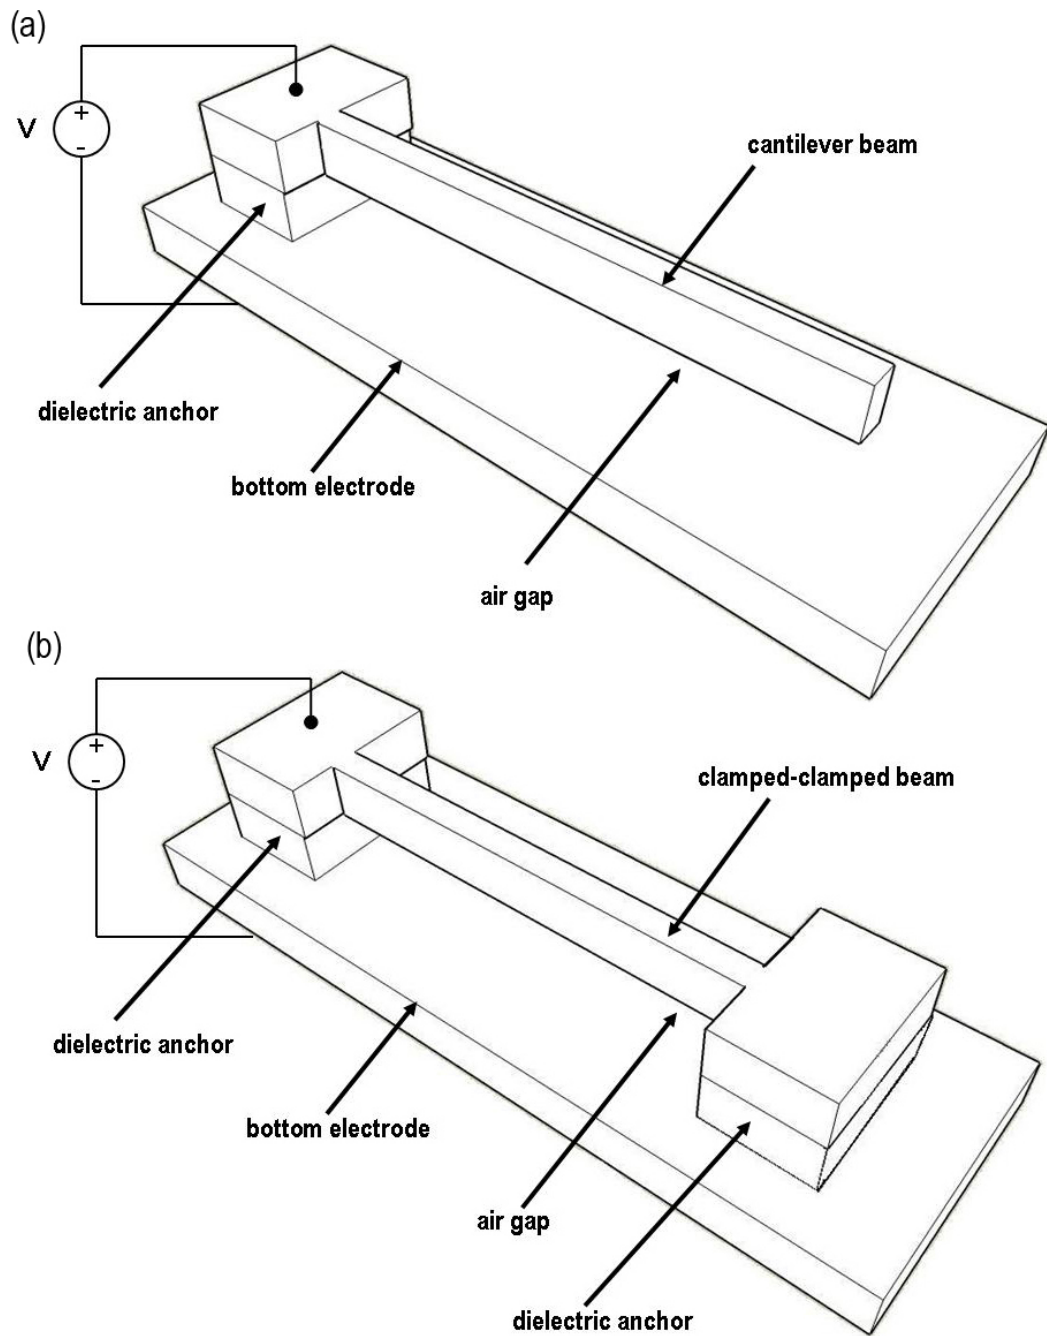 (a)
V
+
-
cantilever beam
dielectric anchor
bottom electrode
air gap
(b)
V
+
-
clamped-clamped beam
dielectric anchor
bottom electrode
air gap
dielectric anchor